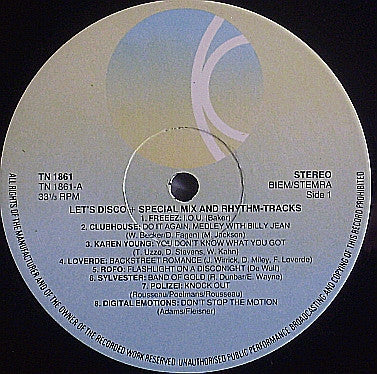 TN 1861
TN 1861-A
33⅓ RPM
STEREO
BIEM/STEMRA
Side 1
LET'S DISCO + SPECIAL MIX AND RHYTHM-TRACKS
1. FREEEZ: I.O.U. (Baker)
2. CLUBHOUSE: DO IT AGAIN, MEDLEY WITH BILLY JEAN
(W. Becker/D. Fagen) (M. Jackson)
3. KAREN YOUNG: YOU DON'T KNOW WHAT YOU GOT
(T. Uzzo, D. Stevens, W. Kahn)
4. LOVERDE: BACKSTREET ROMANCE (J. Wirrick, D. Miley, F. Loverde)
5. ROFO: FLASHLIGHT ON A DISCONIGHT (De Wulf)
6. SYLVESTER: BAND OF GOLD (R. Dunbar/E. Wayne)
7. POLIZEI: KNOCK OUT
(Rousseau/Poolmans/Rousseau)
8. DIGITAL EMOTIONS: DON'T STOP THE MOTION
(Adams/Fleisner)
ALL RIGHTS OF THE MANUFACTURER AND OF THE OWNER OF THE RECORDED WORK RESERVED. UNAUTHORISED PUBLIC PERFORMANCE BROADCASTING AND COPYING OF THIS RECORD PROHIBITED